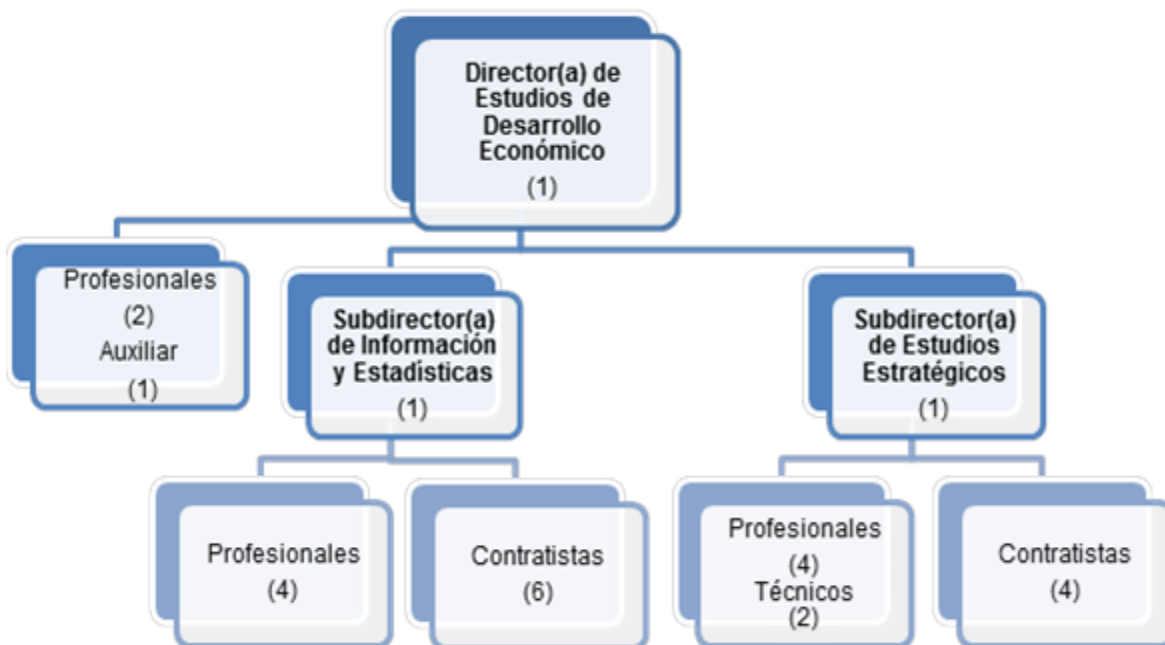 Director(a) de
Estudios de
Desarrollo
Económico
(1)
Profesionales
(2)
Auxiliar
(1)
Subdirector(a)
de Información
y Estadísticas
(1)
Subdirector(a)
de Estudios
Estratégicos
(1)
Profesionales
(4)
Contratistas
(6)
Profesionales
(4)
Técnicos
(2)
Contratistas
(4)